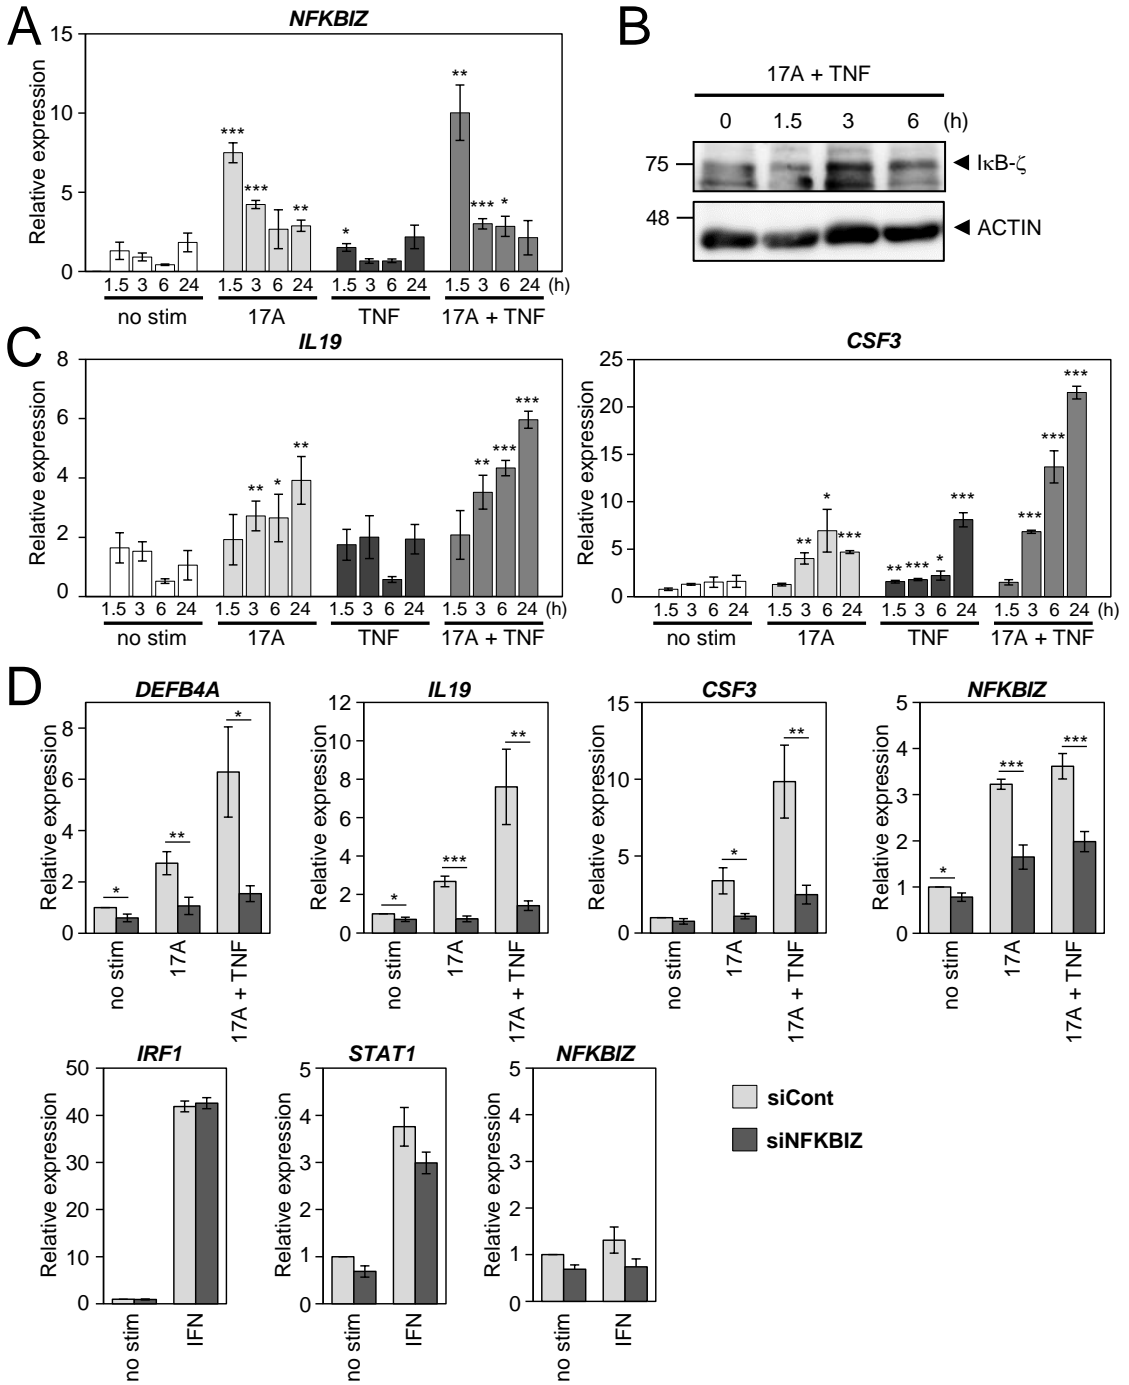 A
NFKBIZ
Relative expression
15
10
5
0
***
***
**
*
**
***
*
1.5 3 6 24 1.5 3 6 24 1.5 3 6 24 1.5 3 6 24 (h)
no stim 17A TNF 17A + TNF
B
17A + TNF
0 1.5 3 6 (h)
75
◄ IκB-ζ
48
◄ ACTIN
C
IL19
Relative expression
8
6
4
2
0
**
*
**
**
***
***
1.5 3 6 24 1.5 3 6 24 1.5 3 6 24 1.5 3 6 24 (h)
no stim 17A TNF 17A + TNF
CSF3
Relative expression
25
20
15
10
5
0
**
*
***
**
***
*
***
***
***
***
1.5 3 6 24 1.5 3 6 24 1.5 3 6 24 1.5 3 6 24 (h)
no stim 17A TNF 17A + TNF
D
DEFB4A
Relative expression
8
6
4
2
0
*
**
*
no stim
17A
17A + TNF
IL19
Relative expression
12
10
8
6
4
2
0
*
***
**
no stim
17A
17A + TNF
CSF3
Relative expression
15
10
5
0
*
**
no stim
17A
17A + TNF
NFKBIZ
Relative expression
5
4
3
2
1
0
*
***
***
no stim
17A
17A + TNF
IRF1
Relative expression
50
40
30
20
10
0
no stim
IFN
STAT1
Relative expression
5
4
3
2
1
0
no stim
IFN
NFKBIZ
Relative expression
5
4
3
2
1
0
no stim
IFN
siCont
siNFKBIZ